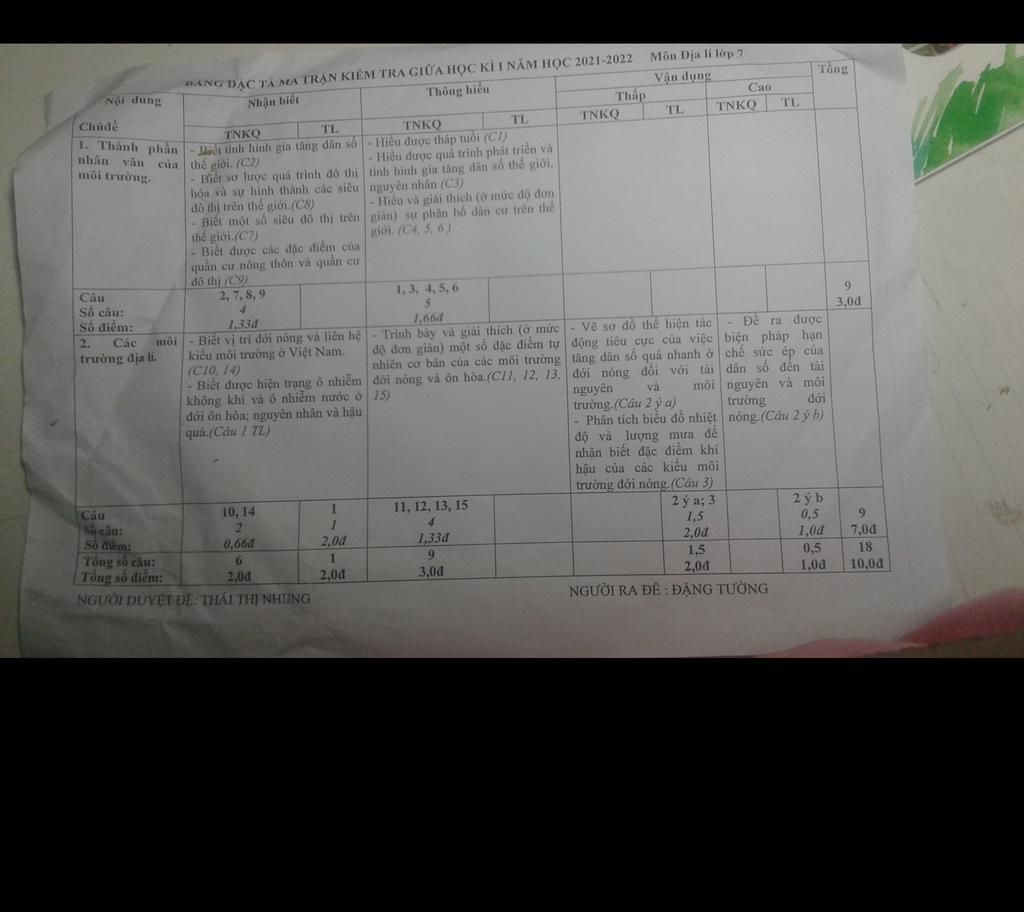 BẢNG ĐẶC TẢ MA TRẬN KIỂM TRA GIỮA HỌC KÌ I NĂM HỌC 2021-2022 Môn Địa lí lớp 7
Nội dung
Chủ đề
Nhận biết
Thông hiểu
Vận dụng
Tổng
Thấp
Cao
TNKQ
TL
TNKQ
TL
TNKQ
TL
TNKQ
TL
1. Thành phần
nhân văn của
môi trường.
- Biết tình hình gia tăng dân số
thế giới. (C2)
- Biết sơ lược quá trình đô thị
hóa và sự hình thành các siêu
đô thị trên thế giới.(C8)
- Biết một số siêu đô thị trên
thế giới.(C7)
- Biết được các đặc điểm của
quần cư nông thôn và quần cư
đô thị (C9)
- Hiểu được tháp tuổi (C1)
- Hiểu được quá trình phát triển và
tình hình gia tăng dân số thế giới,
nguyên nhân (C3)
- Hiểu và giải thích (ở mức độ đơn
giản) sự phân bố dân cư trên thế
giới. (C4, 5, 6 )
Câu
Số câu:
Số điểm:
2, 7, 8, 9
4
1,33đ
1, 3, 4, 5, 6
5
1,66đ
9
3,0đ
2. Các môi
trường địa lí.
- Biết vị trí đới nóng và liên hệ
kiểu môi trường ở Việt Nam.
(C10, 14)
- Biết được hiện trạng ô nhiễm
không khí và ô nhiễm nước ở
đới ôn hòa; nguyên nhân và hậu
quả.(Câu 1 TL)
- Trình bày và giải thích (ở mức
độ đơn giản) một số đặc điểm tự
nhiên cơ bản của các môi trường
đới nóng và ôn hòa.(C11, 12, 13,
15)
- Vẽ sơ đồ thể hiện tác
động tiêu cực của việc
tăng dân số quá nhanh ở
đới nóng đối với tài
nguyên và môi
trường.(Câu 2 ý a)
- Phân tích biểu đồ nhiệt
độ và lượng mưa để
nhận biết đặc điểm khí
hậu của các kiểu môi
trường đới nóng.(Câu 3)
- Đề ra được
biện pháp hạn
chế sức ép của
dân số đến tài
nguyên và môi
trường đới
nóng.(Câu 2 ý b)
Câu
Số câu:
Số điểm:
10, 14
2
0,66đ
1
1
2,0đ
11, 12, 13, 15
4
1,33đ
2 ý a; 3
1,5
2,0đ
2 ý b
0,5
1,0đ
9
7,0đ
Tổng số câu:
Tổng số điểm:
6
2,0đ
1
2,0đ
9
3,0đ
1,5
2,0đ
0,5
1,0đ
18
10,0đ
NGƯỜI DUYỆT ĐỀ: THÁI THỊ NHUNG
NGƯỜI RA ĐỀ : ĐẶNG TƯỜNG